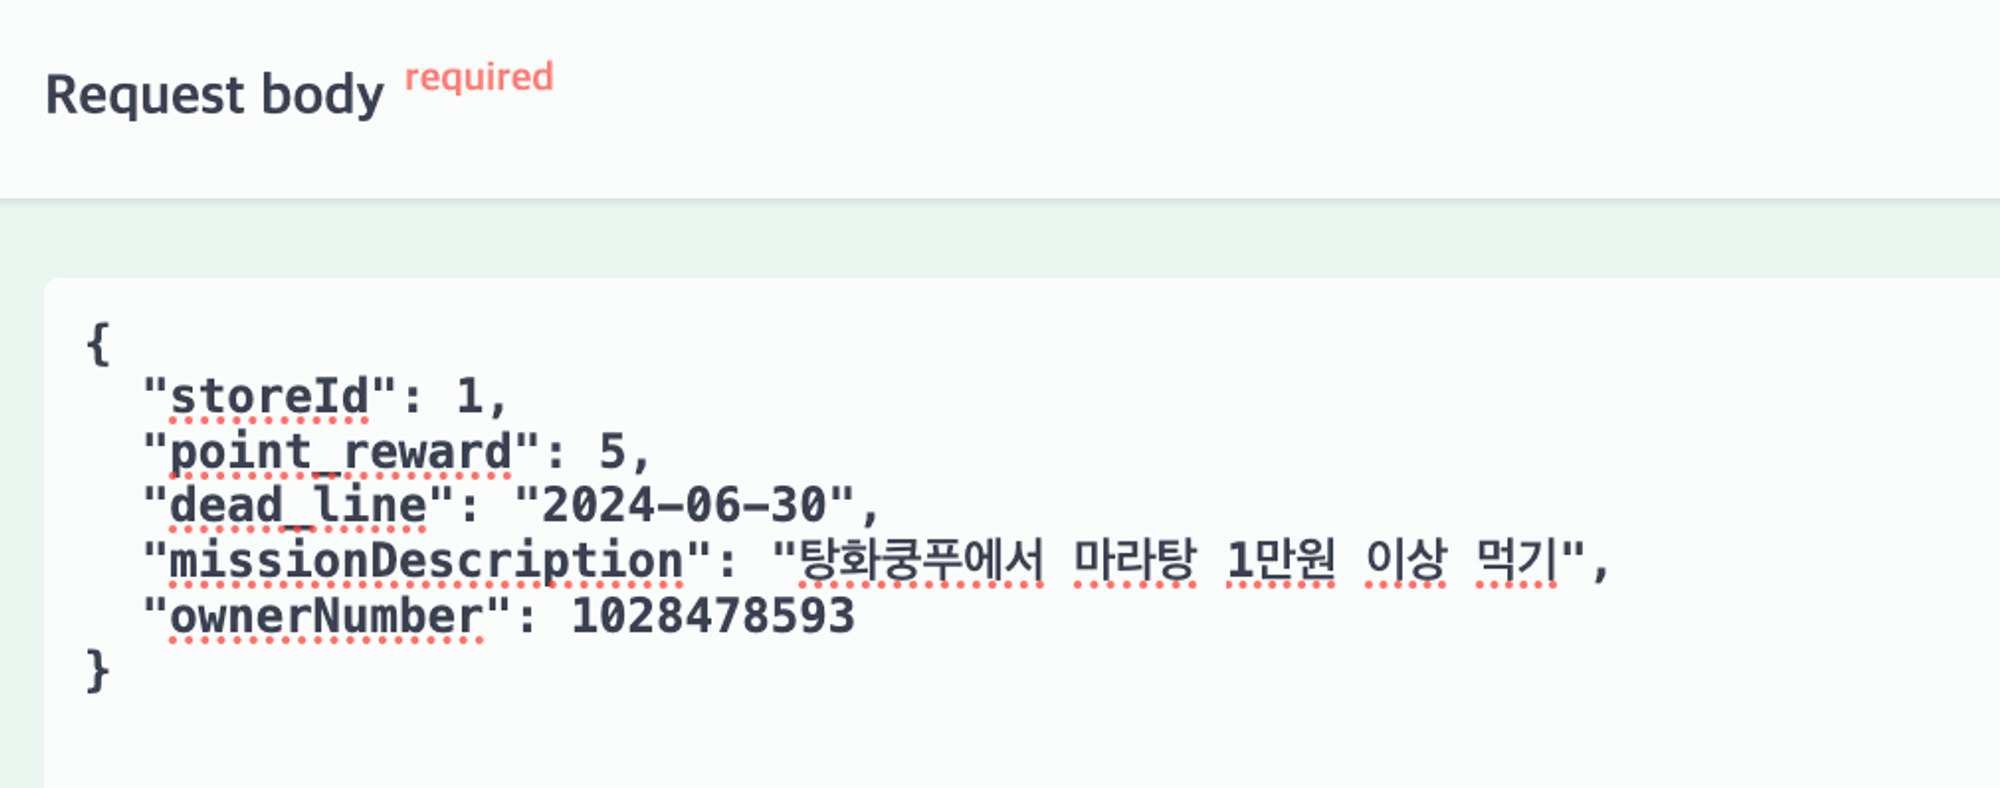 Request body required
{
  "storeId": 1,
  "point_reward": 5,
  "dead_line": "2024-06-30",
  "missionDescription": "탕화쿵푸에서 마라탕 1만원 이상 먹기",
  "ownerNumber": 1028478593
}